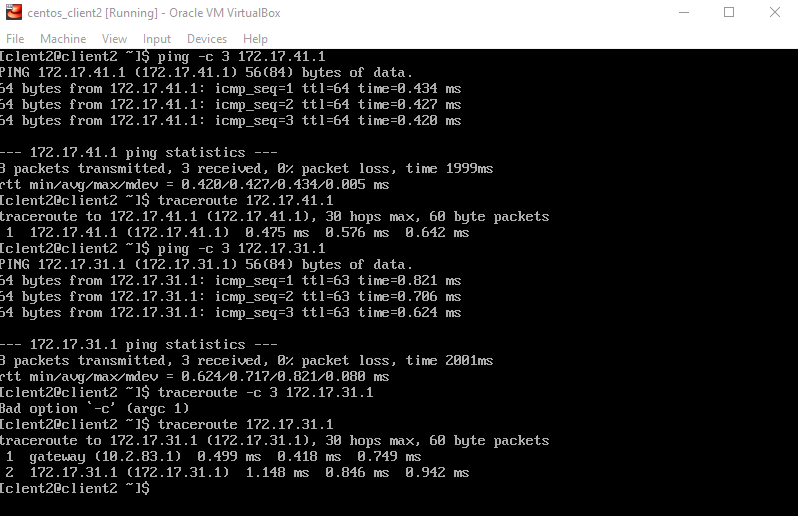 centos_client2 [Running] - Oracle VM VirtualBox
File Machine View Input Devices Help
[clent2@client2 ~]$ ping -c 3 172.17.41.1
PING 172.17.41.1 (172.17.41.1) 56(84) bytes of data.
64 bytes from 172.17.41.1: icmp_seq=1 ttl=64 time=0.434 ms
64 bytes from 172.17.41.1: icmp_seq=2 ttl=64 time=0.427 ms
64 bytes from 172.17.41.1: icmp_seq=3 ttl=64 time=0.420 ms
--- 172.17.41.1 ping statistics ---
3 packets transmitted, 3 received, 0% packet loss, time 1999ms
rtt min/avg/max/mdev = 0.420/0.427/0.434/0.005 ms
[clent2@client2 ~]$ traceroute 172.17.41.1
traceroute to 172.17.41.1 (172.17.41.1), 30 hops max, 60 byte packets
1 172.17.41.1 (172.17.41.1) 0.475 ms 0.576 ms 0.642 ms
[clent2@client2 ~]$ ping -c 3 172.17.31.1
PING 172.17.31.1 (172.17.31.1) 56(84) bytes of data.
64 bytes from 172.17.31.1: icmp_seq=1 ttl=63 time=0.821 ms
64 bytes from 172.17.31.1: icmp_seq=2 ttl=63 time=0.706 ms
64 bytes from 172.17.31.1: icmp_seq=3 ttl=63 time=0.624 ms
--- 172.17.31.1 ping statistics ---
3 packets transmitted, 3 received, 0% packet loss, time 2001ms
rtt min/avg/max/mdev = 0.624/0.717/0.821/0.080 ms
[clent2@client2 ~]$ traceroute -c 3 172.17.31.1
Bad option `-c' (argc 1)
[clent2@client2 ~]$ traceroute 172.17.31.1
traceroute to 172.17.31.1 (172.17.31.1), 30 hops max, 60 byte packets
1 gateway (10.2.83.1) 0.499 ms 0.418 ms 0.749 ms
2 172.17.31.1 (172.17.31.1) 1.148 ms 0.846 ms 0.942 ms
[clent2@client2 ~]$